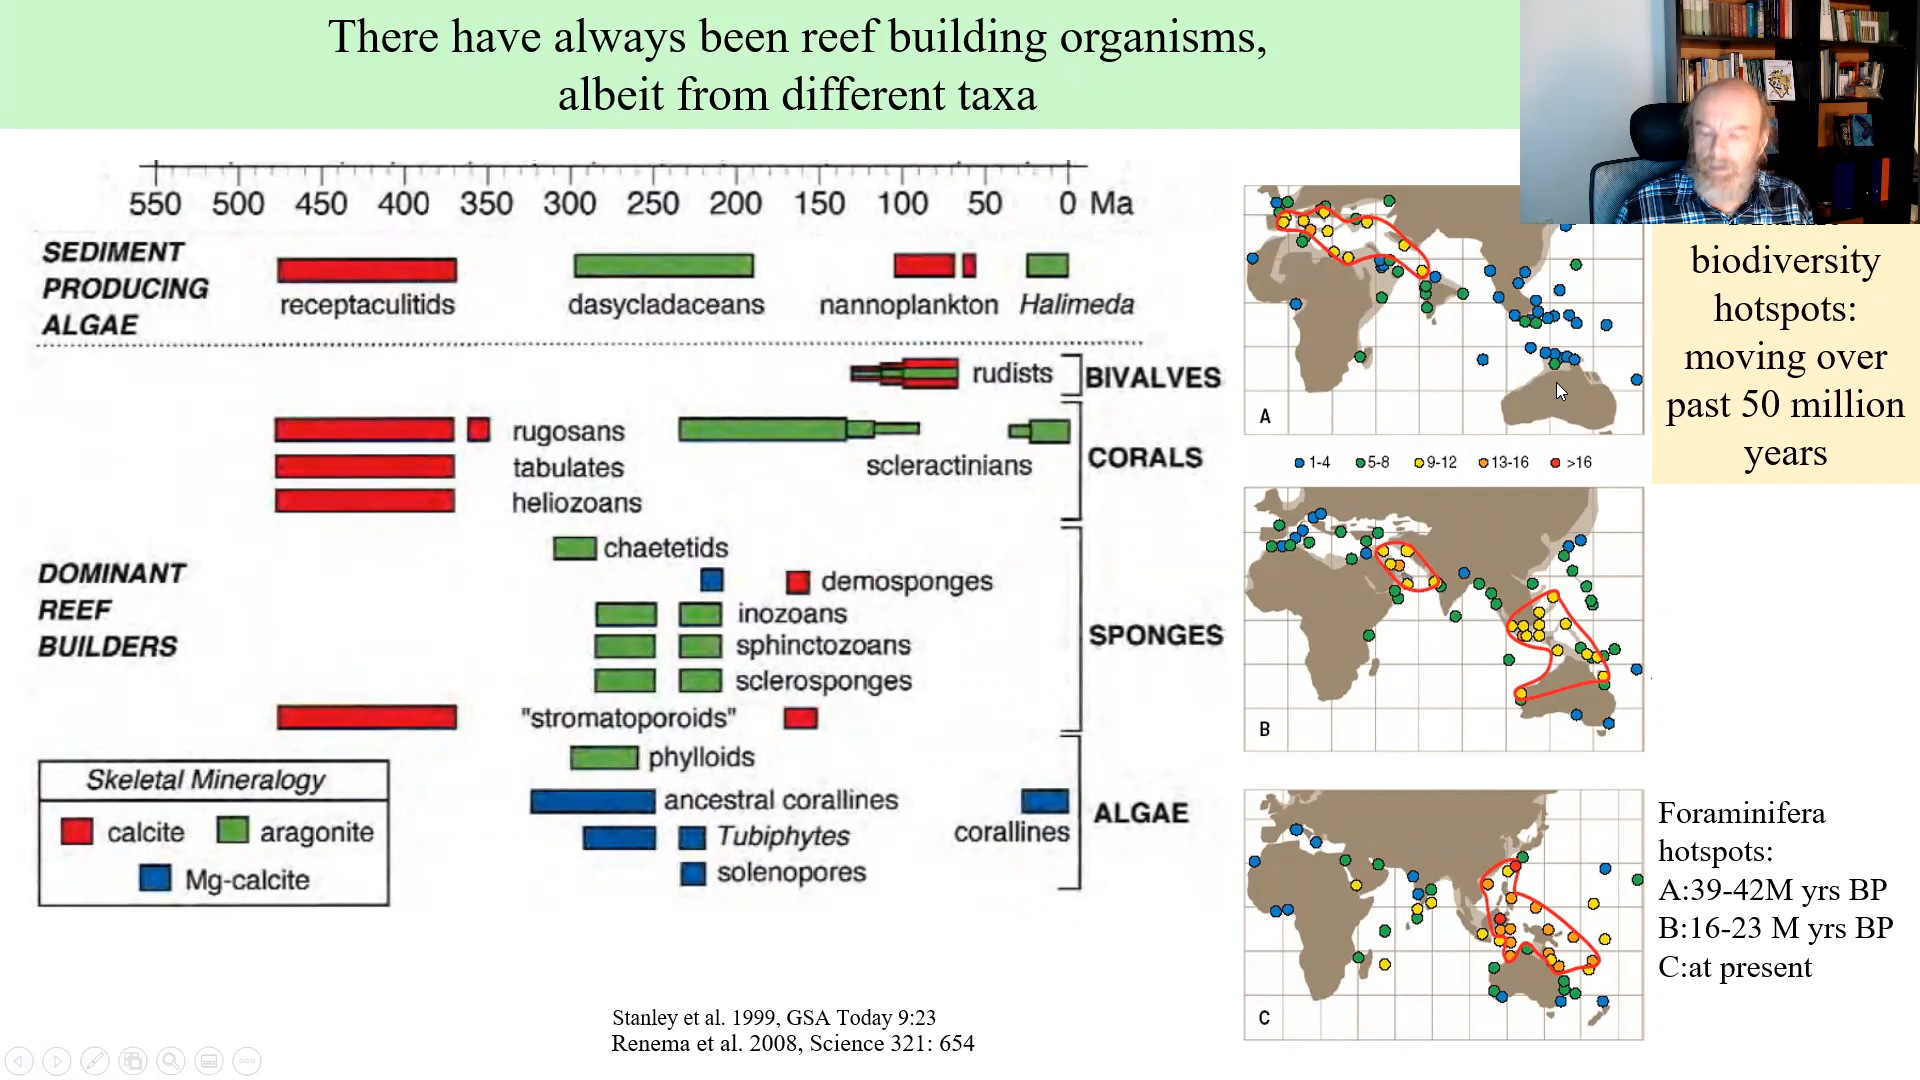 There have always been reef building organisms,
albeit from different taxa
550 500 450 400 350 300 250 200 150 100 50 0 Ma
SEDIMENT
PRODUCING
ALGAE
receptaculitids
dasycladaceans
nannoplankton
Halimeda
rudists
BIVALVES
rugosans
tabulates
heliozoans
scleractinians
CORALS
DOMINANT
REEF
BUILDERS
chaetetids
demosponges
inozoans
sphinctozoans
sclerosponges
"stromatoporoids"
SPONGES
phylloids
ancestral corallines
Tubiphytes
solenopores
corallines
ALGAE
Skeletal Mineralogy
calcite
aragonite
Mg-calcite
Stanley et al. 1999, GSA Today 9:23
Renema et al. 2008, Science 321: 654
A
1-4 5-8 9-12 13-16 >16
B
C
biodiversity
hotspots:
moving over
past 50 million
years
Foraminifera
hotspots:
A:39-42M yrs BP
B:16-23 M yrs BP
C:at present